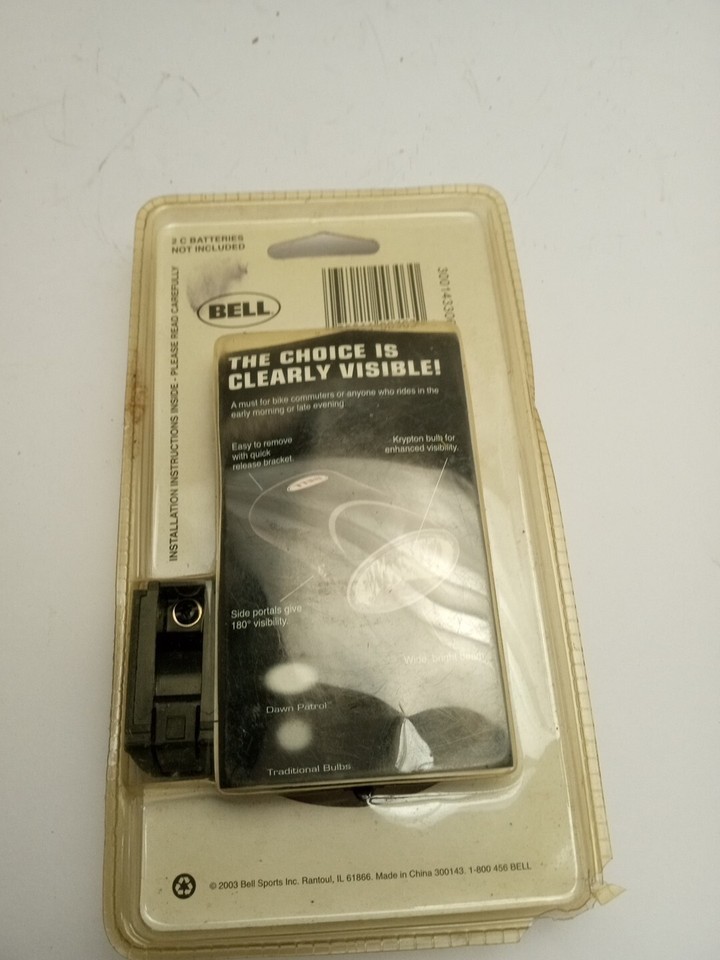 2 C BATTERIES
NOT INCLUDED
INSTALLATION INSTRUCTIONS INSIDE - PLEASE READ CAREFULLY
BELL
THE CHOICE IS
CLEARLY VISIBLE!
A must for bike commuters or anyone who rides in the
early morning or late evening
Easy to remove
with quick
release bracket.
Krypton bulb for
enhanced visibility.
Side portals give
180° visibility.
Wide, bright
Dawn Patrol™
Traditional Bulbs
© 2003 Bell Sports Inc. Rantoul, IL 61866. Made in China 300143. 1-800 456 BELL